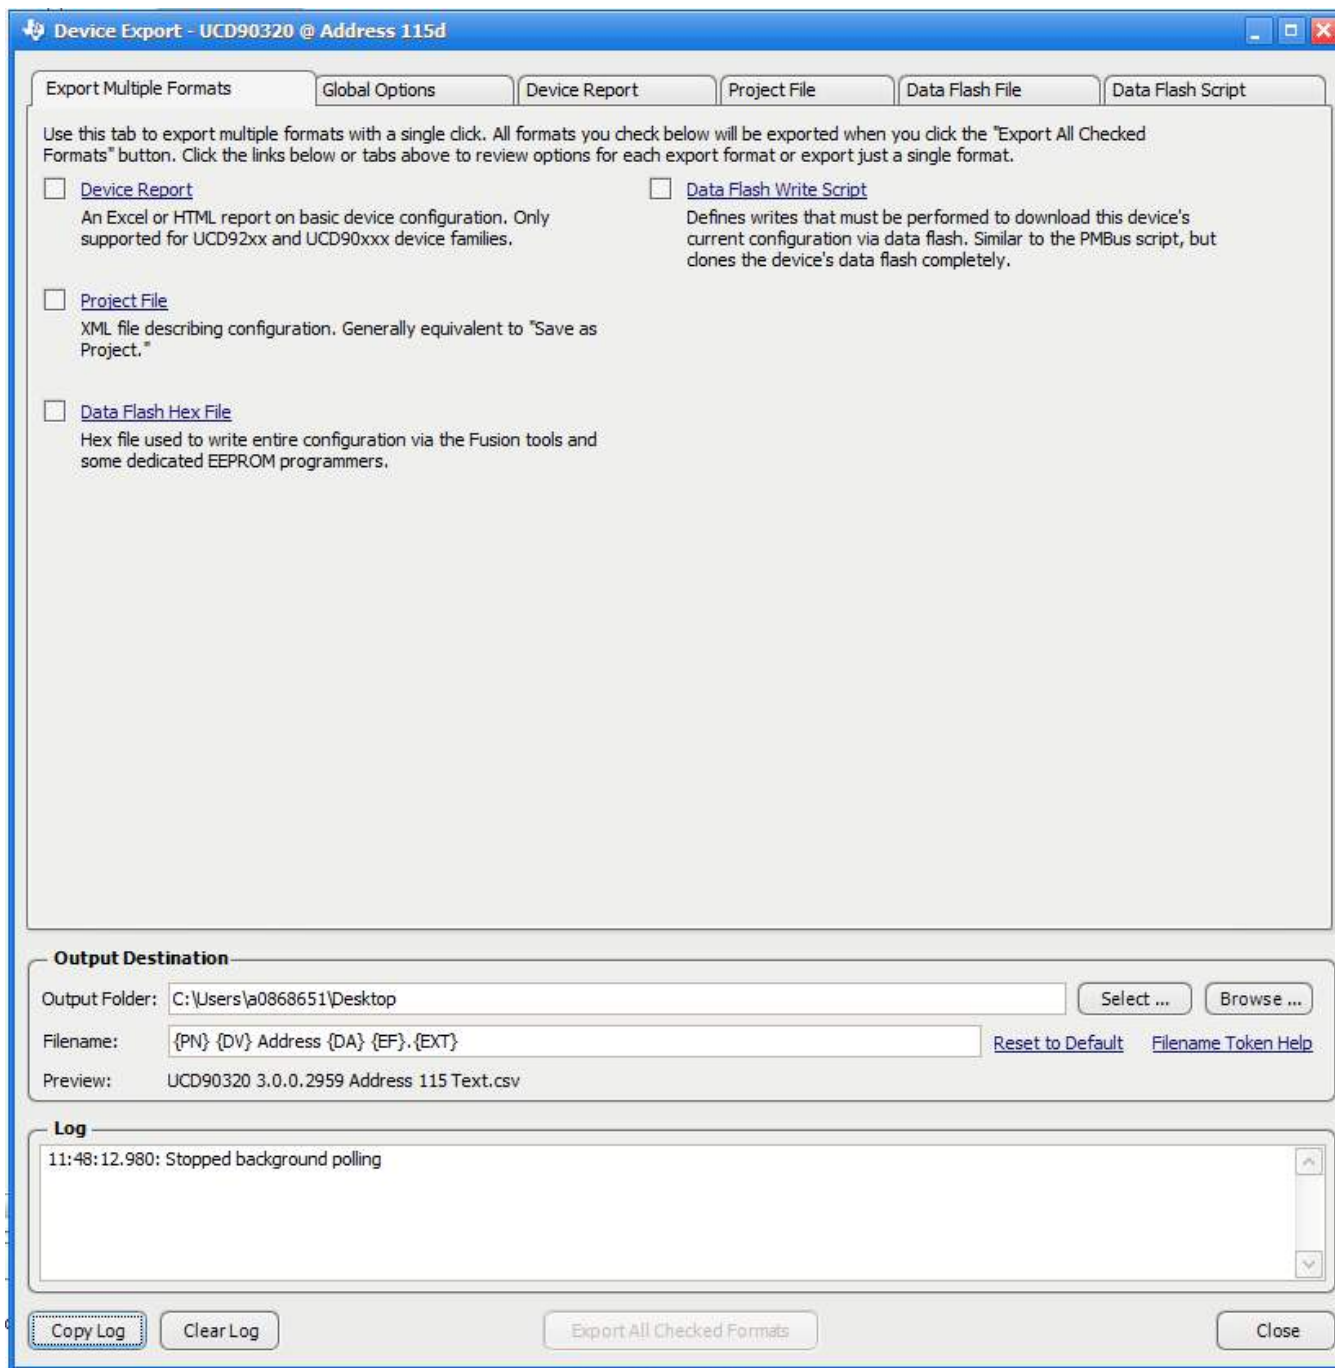 Device Export - UCD90320 @ Address 115d
Export Multiple Formats
Global Options
Device Report
Project File
Data Flash File
Data Flash Script
Use this tab to export multiple formats with a single click. All formats you check below will be exported when you click the "Export All Checked
Formats" button. Click the links below or tabs above to review options for each export format or export just a single format.
Device Report
An Excel or HTML report on basic device configuration. Only
supported for UCD92xx and UCD90xxx device families.
Data Flash Write Script
Defines writes that must be performed to download this device's
current configuration via data flash. Similar to the PMBus script, but
clones the device's data flash completely.
Project File
XML file describing configuration. Generally equivalent to "Save as
Project."
Data Flash Hex File
Hex file used to write entire configuration via the Fusion tools and
some dedicated EEPROM programmers.
Output Destination
Output Folder: C:\Users\a0868651\Desktop
Select ...
Browse ...
Filename: {PN} {DV} Address {DA} {EF}.{EXT}
Reset to Default
Filename Token Help
Preview: UCD90320 3.0.0.2959 Address 115 Text.csv
Log
11:48:12.980: Stopped background polling
Copy Log
Clear Log
Export All Checked Formats
Close